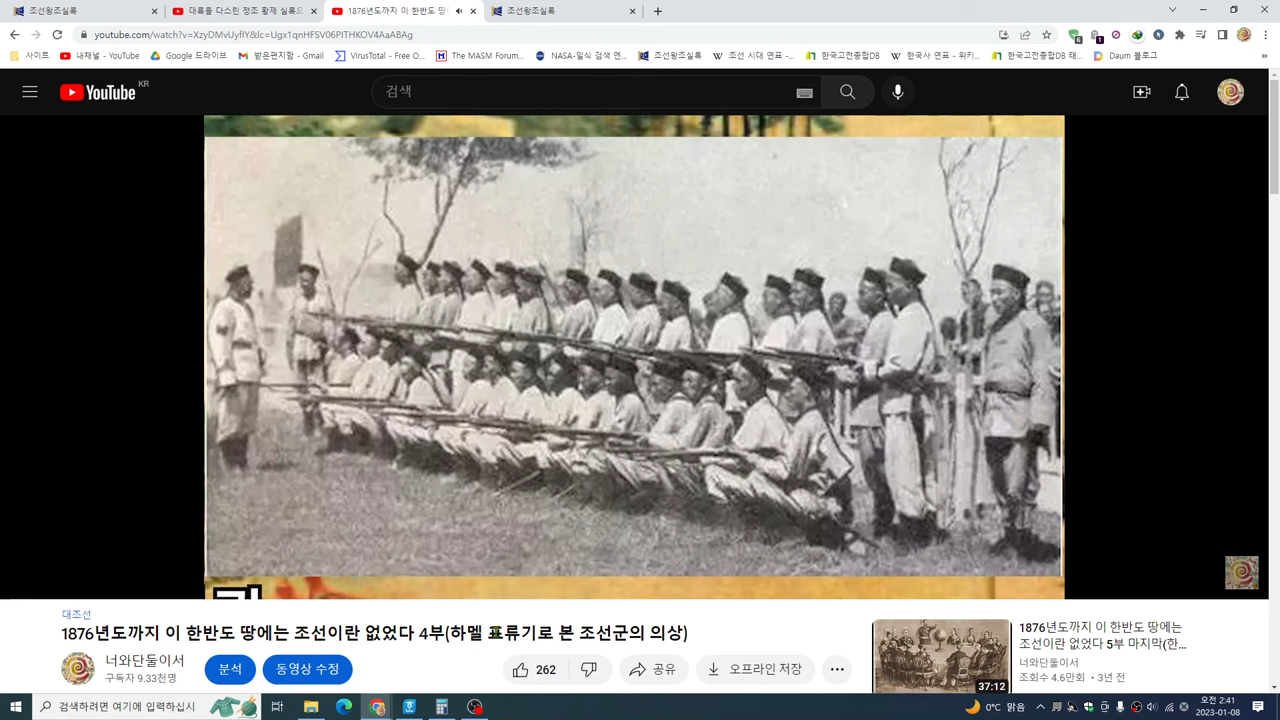 조선왕조실록
대륙을 다스린 정조 황제 실록으
1876년도까지 이 한반도 땅에
조선왕조실록
youtube.com/watch?v=XzyDMvUyflY&lc=Ugx1qnHFSV06PITHKOV4AaABAg
사이트
내채널 - YouTube
Google 드라이브
받은편지함 - Gmail
VirusTotal - Free O...
The MASM Forum...
NASA-일식 검색 엔...
조선왕조실록
조선 시대 연표 - 위...
한국고전종합DB
한국사 연표 - 위키...
한국고전종합DB 태...
Daum 블로그
YouTube KR
검색
대조선
1876년도까지 이 한반도 땅에는 조선이란 없었다 4부(하멜 표류기로 본 조선군의 의상)
너와단둘이서
구독자 9.33천명
분석
동영상 수정
262
공유
오프라인 저장
37:12
1876년도까지 이 한반도 땅에는
조선이란 없었다 5부 마지막(한...
너와단둘이서
조회수 4.6만회 • 3년 전
검색하려면 여기에 입력하십시
0°C 맑음
오전 2:41
2023-01-08